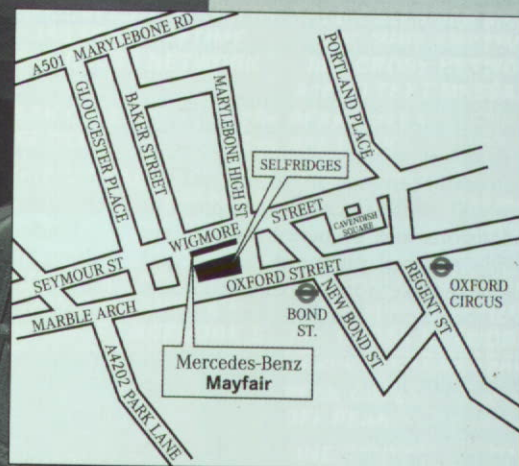 A501 MARYLEBONE RD
GLOUCESTER PLACE
BAKER STREET
MARYLEBONE HIGH ST
PORTLAND PLACE
SELFRIDGES
WIGMORE STREET
CAVENDISH
SQUARE
SEYMOUR ST
OXFORD STREET
MARBLE ARCH
BOND
ST.
NEW BOND ST
REGENT ST
OXFORD
CIRCUS
A4202 PARK LANE
Mercedes-Benz
Mayfair